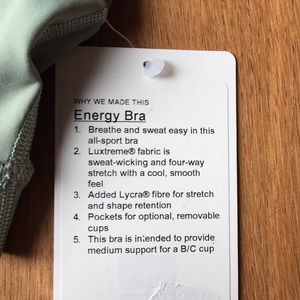 WHY WE MADE THIS
Energy Bra
1. Breathe and sweat easy in this
all-sport bra
2. Luxtreme® fabric is
sweat-wicking and four-way
stretch with a cool, smooth
feel
3. Added Lycra® fibre for stretch
and shape retention
4. Pockets for optional, removable
cups
5. This bra is intended to provide
medium support for a B/C cup